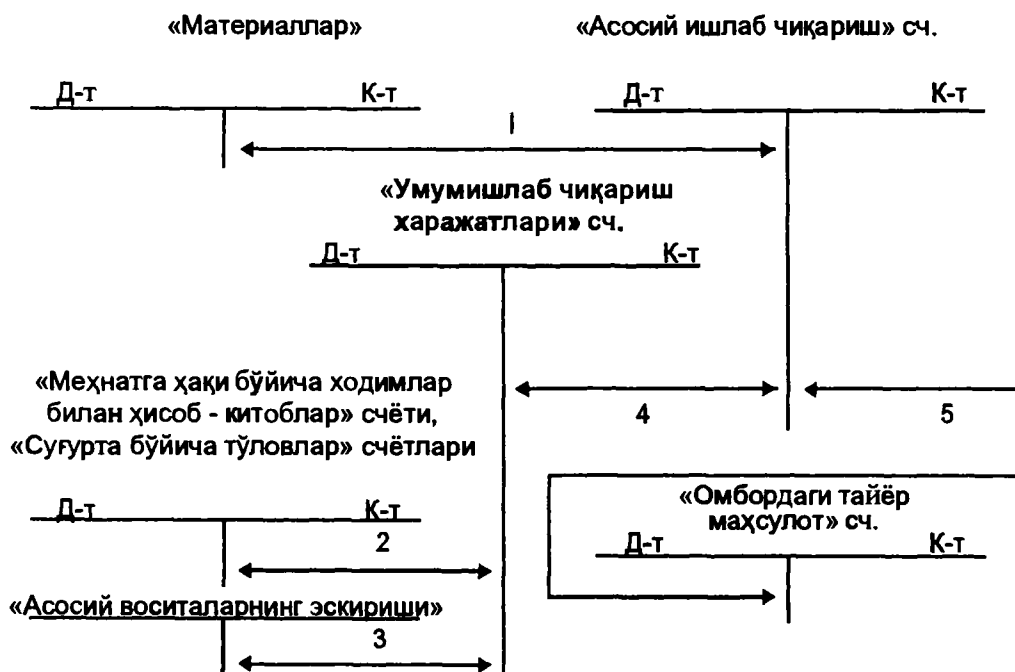 «Материаллар»
«Асосий ишлаб чиқариш» сч.
Д-т К-т
Д-т К-т
1
«Умумишлаб чиқариш
харажатлари» сч.
Д-т К-т
«Меҳнатга ҳақи бўйича ходимлар
билан ҳисоб - китоблар» счёти,
«Суғурта бўйича тўловлар» счётлари
4
5
Д-т К-т
2
«Омбордаги тайёр
маҳсулот» сч.
Д-т К-т
«Асосий воситаларнинг эскириши»
3